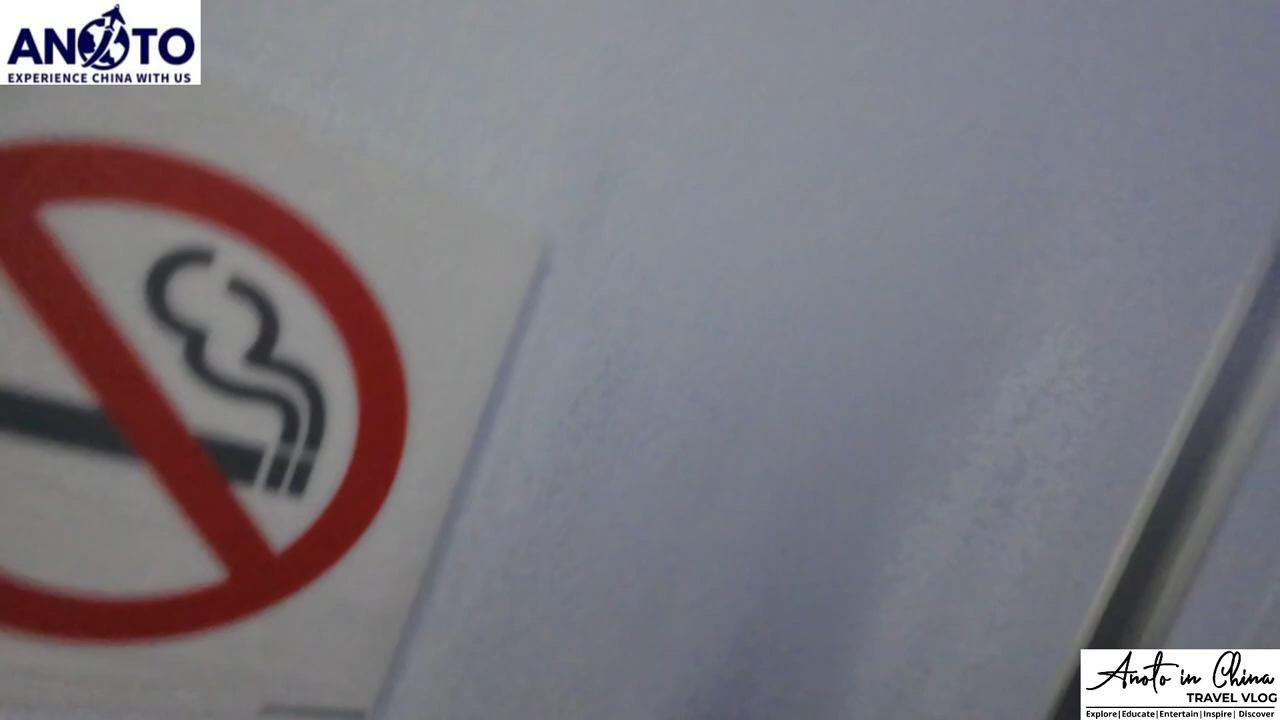 ANOTO
EXPERIENCE CHINA WITH US
Anoto in China
TRAVEL VLOG
Explore|Educate|Entertain|Inspire| Discover